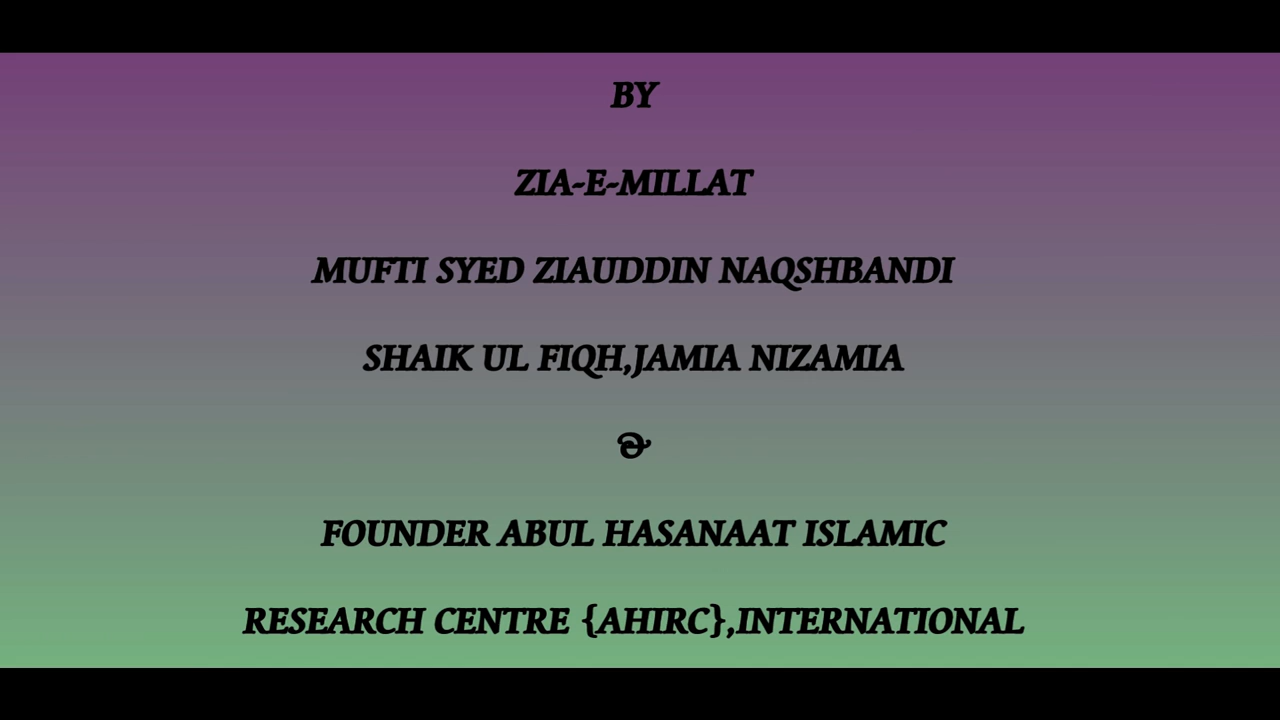 BY
ZIA-E-MILLAT
MUFTI SYED ZIAUDDIN NAQSHBANDI
SHAIK UL FIQH,JAMIA NIZAMIA
&
FOUNDER ABUL HASANAAT ISLAMIC
RESEARCH CENTRE {AHIRC},INTERNATIONAL